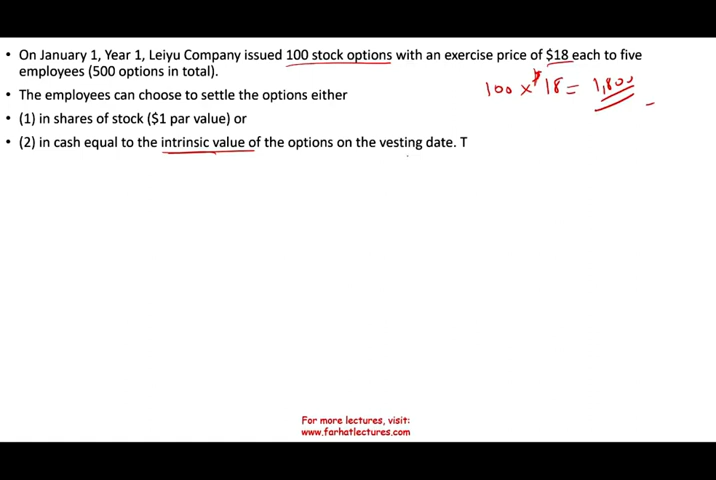 • On January 1, Year 1, Leiyu Company issued 100 stock options with an exercise price of $18 each to five
employees (500 options in total).
100 x $18 = 1,800
• The employees can choose to settle the options either
• (1) in shares of stock ($1 par value) or
• (2) in cash equal to the intrinsic value of the options on the vesting date. T
For more lectures, visit:
www.farhatlectures.com